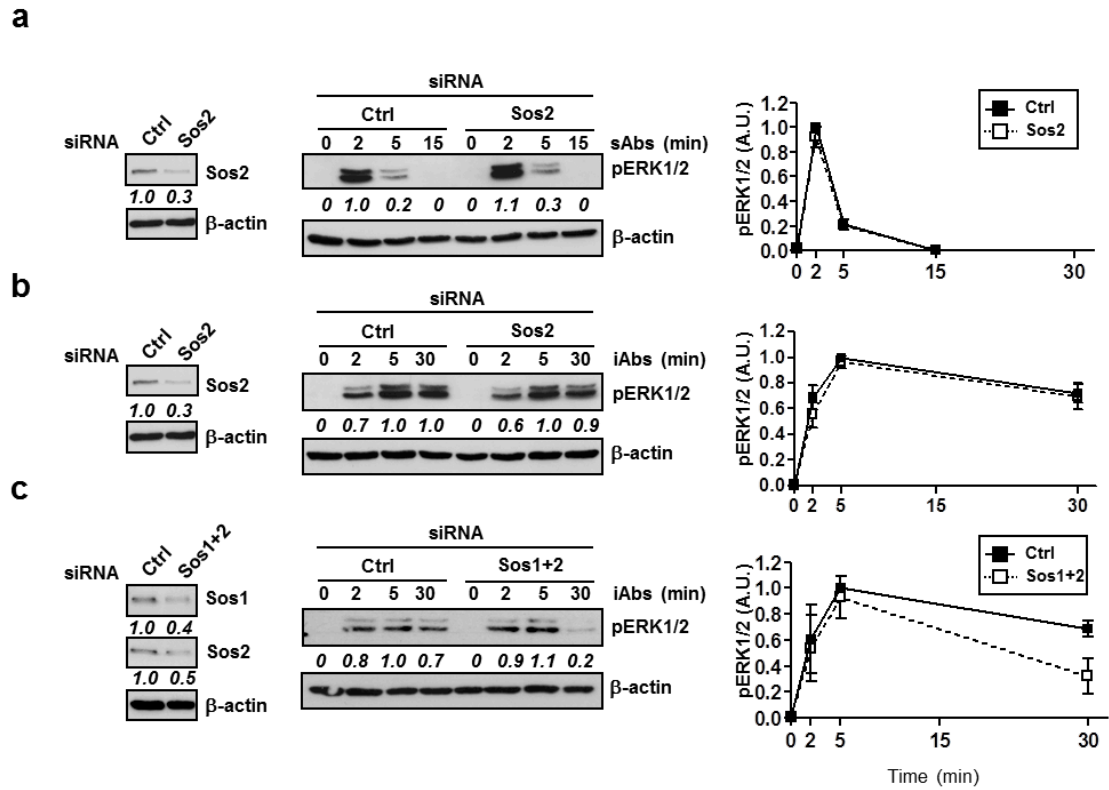 a
siRNA
Ctrl Sos2
siRNA Ctrl Sos2
0 2 5 15 0 2 5 15 sAbs (min)
Sos2
pERK1/2
1.0 0.3
0 1.0 0.2 0 0 1.1 0.3 0
β-actin
β-actin
pERK1/2 (A.U.)
1.2
1.0
0.8
0.6
0.4
0.2
0.0
0 2 5 15 30
Ctrl
Sos2
b
siRNA
Ctrl Sos2
siRNA Ctrl Sos2
0 2 5 30 0 2 5 30 iAbs (min)
Sos2
pERK1/2
1.0 0.3
0 0.7 1.0 1.0 0 0.6 1.0 0.9
β-actin
β-actin
pERK1/2 (A.U.)
1.2
1.0
0.8
0.6
0.4
0.2
0.0
0 2 5 15 30
c
siRNA
Ctrl Sos1+2
siRNA Ctrl Sos1+2
0 2 5 30 0 2 5 30 iAbs (min)
Sos1
pERK1/2
1.0 0.4
Sos2
0 0.8 1.0 0.7 0 0.9 1.1 0.2
1.0 0.5
β-actin
β-actin
pERK1/2 (A.U.)
1.2
1.0
0.8
0.6
0.4
0.2
0.0
0 2 5 15 30
Ctrl
Sos1+2
Time (min)